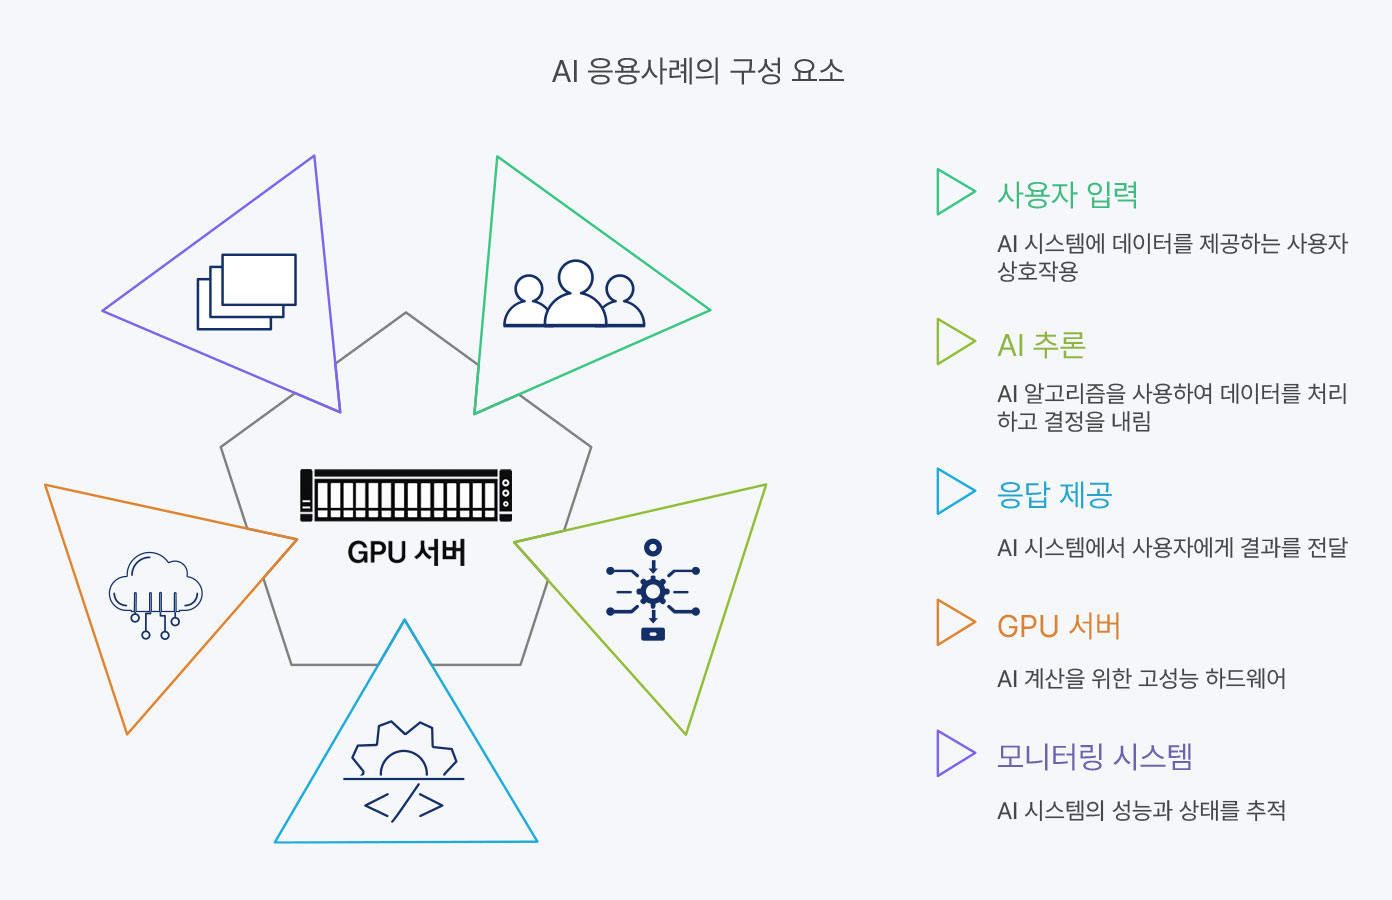 AI 응용사례의 구성 요소
GPU 서버
사용자 입력
AI 시스템에 데이터를 제공하는 사용자
상호작용
AI 추론
AI 알고리즘을 사용하여 데이터를 처리
하고 결정을 내림
응답 제공
AI 시스템에서 사용자에게 결과를 전달
GPU 서버
AI 계산을 위한 고성능 하드웨어
모니터링 시스템
AI 시스템의 성능과 상태를 추적